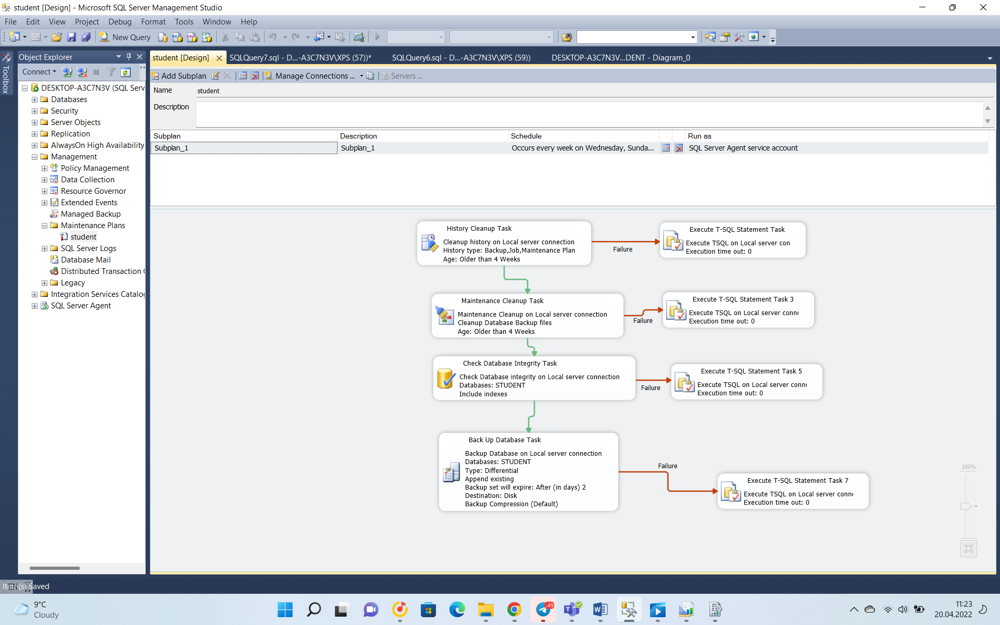 student [Design] - Microsoft SQL Server Management Studio
File Edit View Project Debug Format Tools Window Help
New Query
Toolbox
Object Explorer
Connect
DESKTOP-A3C7N3V (SQL Serv
Databases
Security
Server Objects
Replication
AlwaysOn High Availability
Management
Policy Management
Data Collection
Resource Governor
Extended Events
Managed Backup
Maintenance Plans
student
SQL Server Logs
Database Mail
Distributed Transaction
Legacy
Integration Services Catalog
SQL Server Agent
student [Design] SQLQuery7.sql - D...-A3C7N3V\XPS (57))* SQLQuery6.sql - D...-A3C7N3V\XPS (59)) DESKTOP-A3C7N3V...DENT - Diagram_0
Add Subplan Manage Connections ... Servers ...
Name student
Description
Subplan Description Schedule Run as
Subplan_1 Subplan_1 Occurs every week on Wednesday, Sunda... SQL Server Agent service account
History Cleanup Task
Cleanup history on Local server connection
History type: Backup,Job,Maintenance Plan
Age: Older than 4 Weeks
Failure
Execute T-SQL Statement Task
Execute TSQL on Local server con
Execution time out: 0
Maintenance Cleanup Task
Maintenance Cleanup on Local server connection
Cleanup Database Backup files
Age: Older than 4 Weeks
Failure
Execute T-SQL Statement Task 3
Execute TSQL on Local server conne
Execution time out: 0
Check Database Integrity Task
Check Database integrity on Local server connection
Databases: STUDENT
Include indexes
Failure
Execute T-SQL Statement Task 5
Execute TSQL on Local server conne
Execution time out: 0
Back Up Database Task
Backup Database on Local server connection
Databases: STUDENT
Type: Differential
Append existing
Backup set will expire: After (in days) 2
Destination: Disk
Backup Compression (Default)
Failure
Execute T-SQL Statement Task 7
Execute TSQL on Local server conne
Execution time out: 0
100%
Item(s) Saved
9°C
Cloudy
49
11:23
20.04.2022